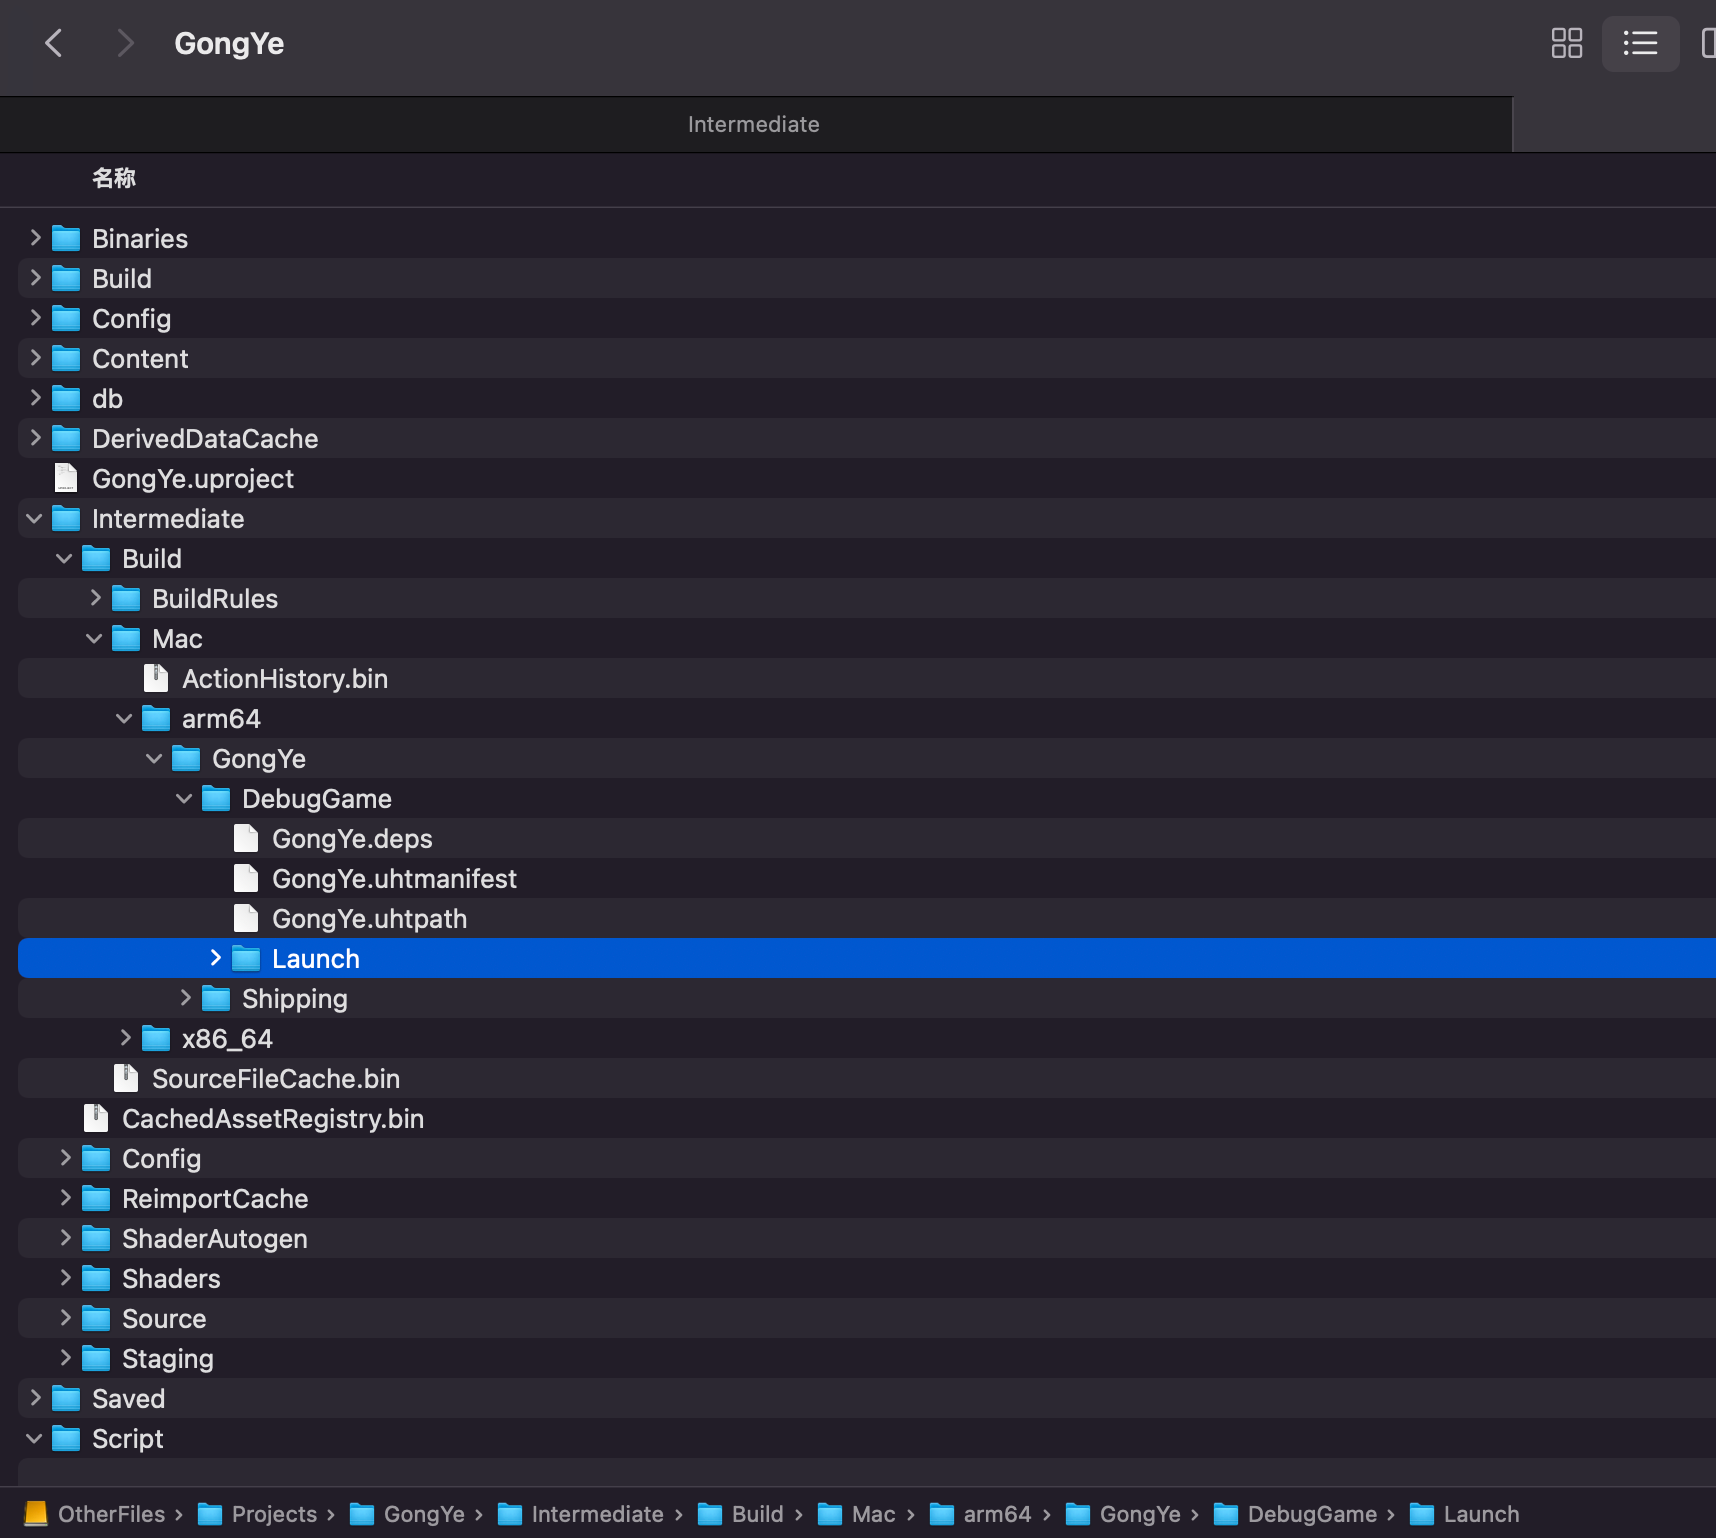 GongYe
Intermediate
名称
Binaries
Build
Config
Content
db
DerivedDataCache
GongYe.uproject
Intermediate
Build
BuildRules
Mac
ActionHistory.bin
arm64
GongYe
DebugGame
GongYe.deps
GongYe.uhtmanifest
GongYe.uhtpath
Launch
Shipping
x86_64
SourceFileCache.bin
CachedAssetRegistry.bin
Config
ReimportCache
ShaderAutogen
Shaders
Source
Staging
Saved
Script
OtherFiles › Projects › GongYe › Intermediate › Build › Mac › arm64 › GongYe › DebugGame › Launch